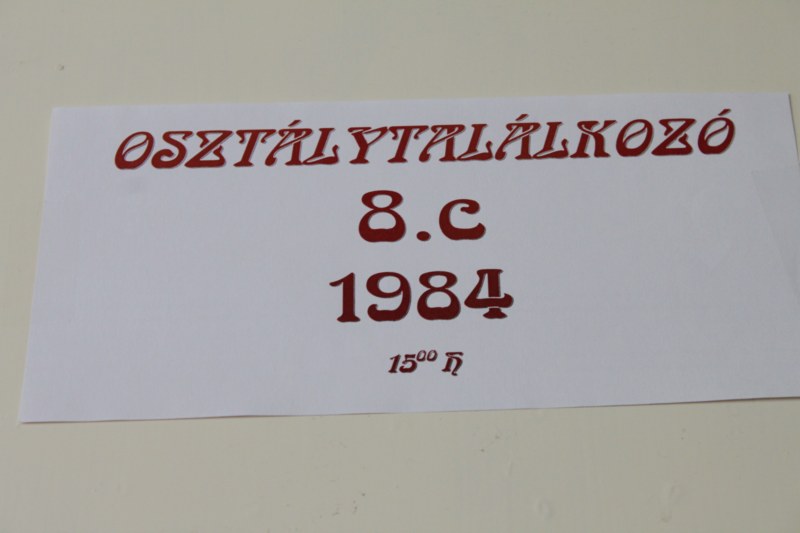 OSZTÁLYTALÁLKOZÓ
8.c
1984
15⁰⁰ h